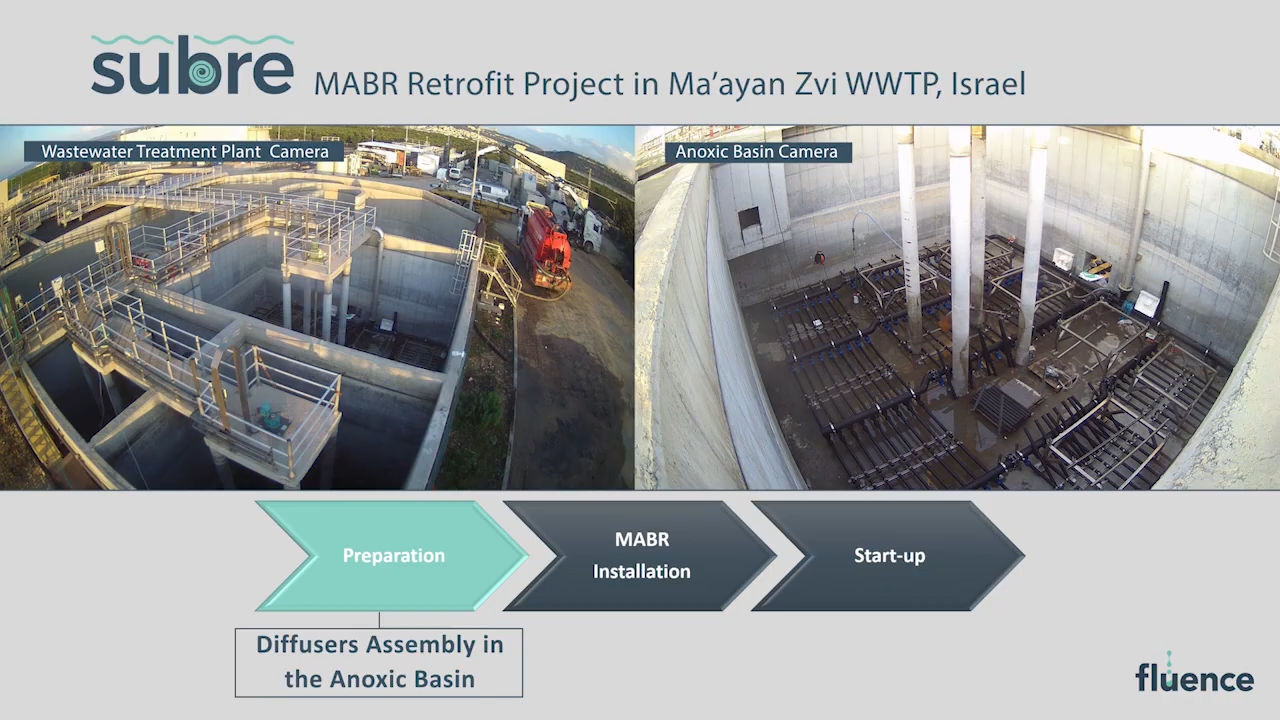 subre
MABR Retrofit Project in Ma’ayan Zvi WWTP, Israel
Wastewater Treatment Plant Camera
Anoxic Basin Camera
Preparation
MABR
Installation
Start-up
Diffusers Assembly in
the Anoxic Basin
fluence